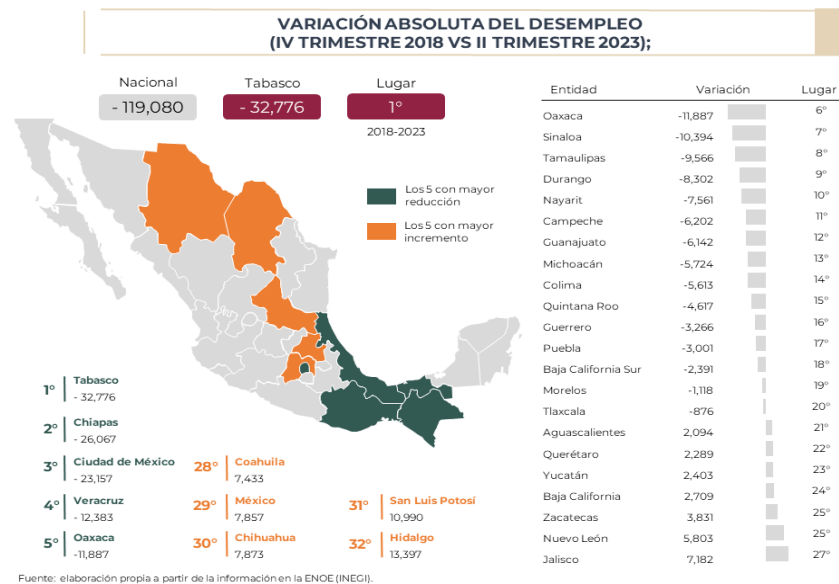 VARIACIÓN ABSOLUTA DEL DESEMPLEO
(IV TRIMESTRE 2018 VS II TRIMESTRE 2023);
Nacional
- 119,080
Tabasco
- 32,776
Lugar
1°
2018-2023
Los 5 con mayor
reducción
Los 5 con mayor
incremento
1° Tabasco
- 32,776
2° Chiapas
- 26,067
3° Ciudad de México
- 23,157
4° Veracruz
- 12,383
5° Oaxaca
-11,887
28° Coahuila
7,433
29° México
7,857
30° Chihuahua
7,873
31° San Luis Potosí
10,990
32° Hidalgo
13,397
Entidad Variación Lugar
Oaxaca -11,887 6°
Sinaloa -10,394 7°
Tamaulipas -9,566 8°
Durango -8,302 9°
Nayarit -7,561 10°
Campeche -6,202 11°
Guanajuato -6,142 12°
Michoacán -5,724 13°
Colima -5,613 14°
Quintana Roo -4,617 15°
Guerrero -3,266 16°
Puebla -3,001 17°
Baja California Sur -2,391 18°
Morelos -1,118 19°
Tlaxcala -876 20°
Aguascalientes 2,094 21°
Querétaro 2,289 22°
Yucatán 2,403 23°
Baja California 2,709 24°
Zacatecas 3,831 25°
Nuevo León 5,803 25°
Jalisco 7,182 27°
Fuente: elaboración propia a partir de la información en la ENOE (INEGI).